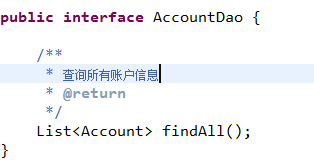 public interface AccountDao {
/**
* 查询所有账户信息
* @return
*/
List<Account> findAll();
}